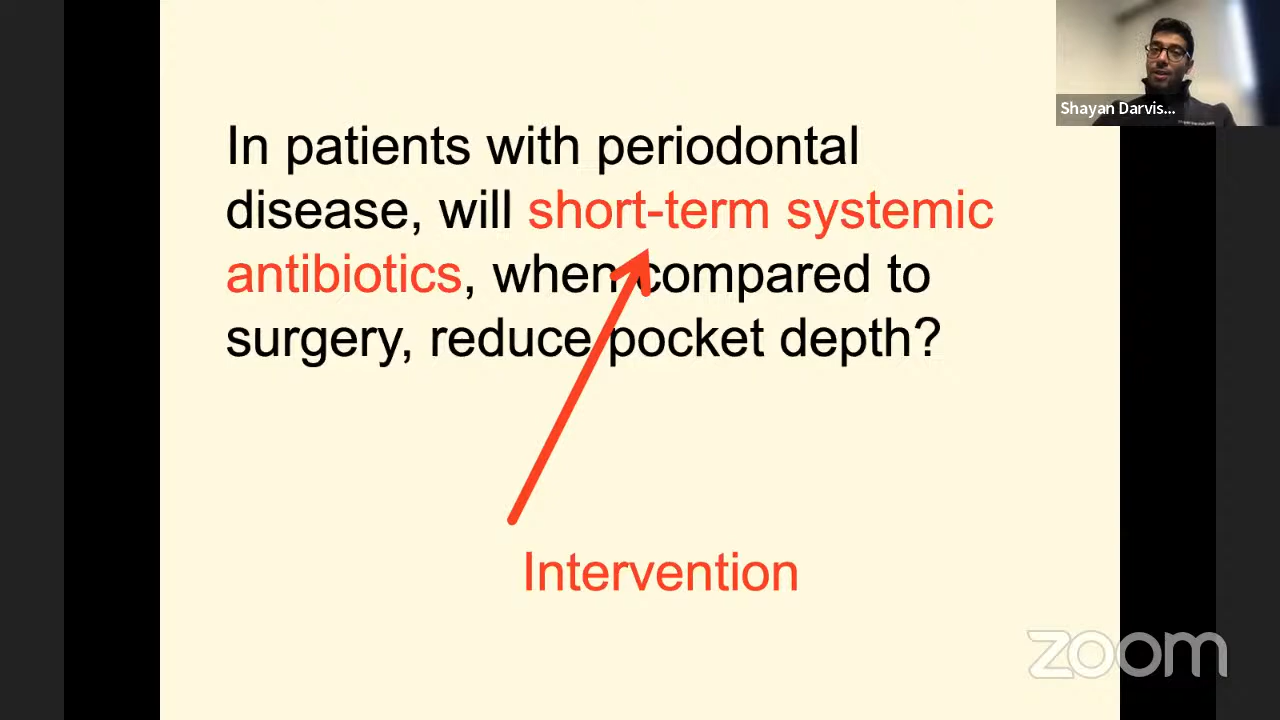 Shayan Darvis...
In patients with periodontal
disease, will short-term systemic
antibiotics, when compared to
surgery, reduce pocket depth?
Intervention
zoom